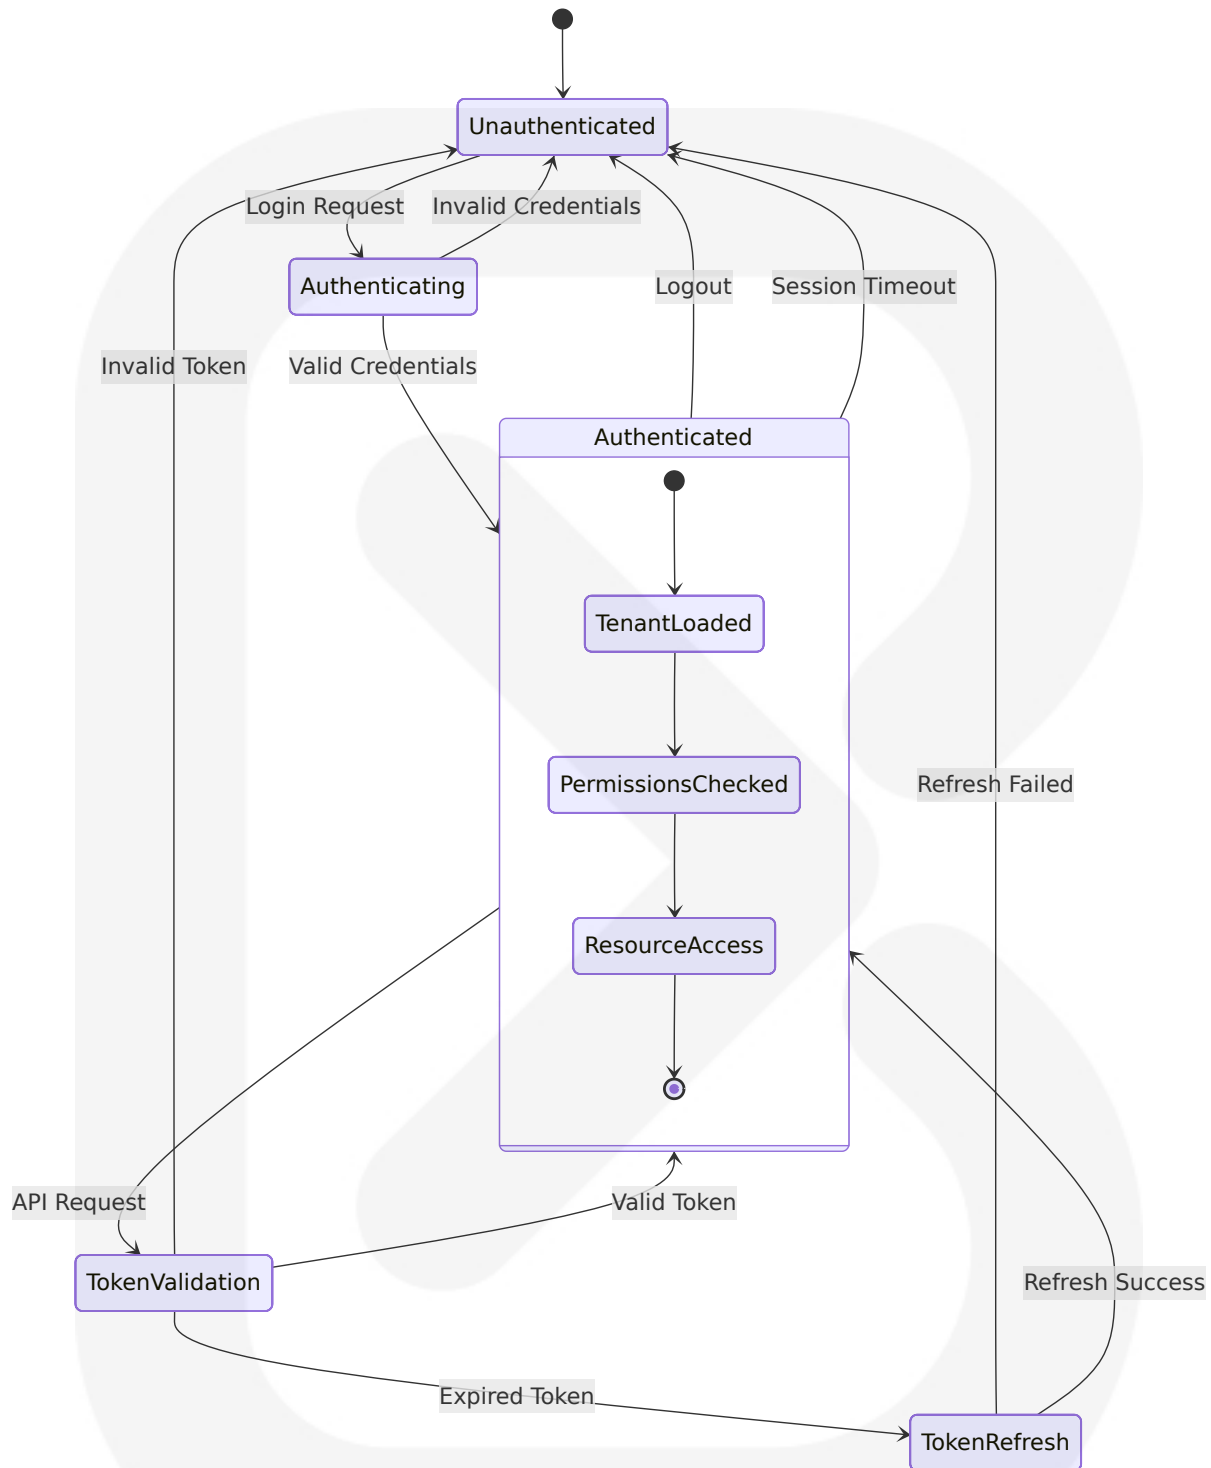 Unauthenticated
Login Request
Invalid Credentials
Authenticating
Logout
Session Timeout
Invalid Token
Valid Credentials
Authenticated
TenantLoaded
PermissionsChecked
Refresh Failed
ResourceAccess
API Request
Valid Token
TokenValidation
Refresh Success
Expired Token
TokenRefresh